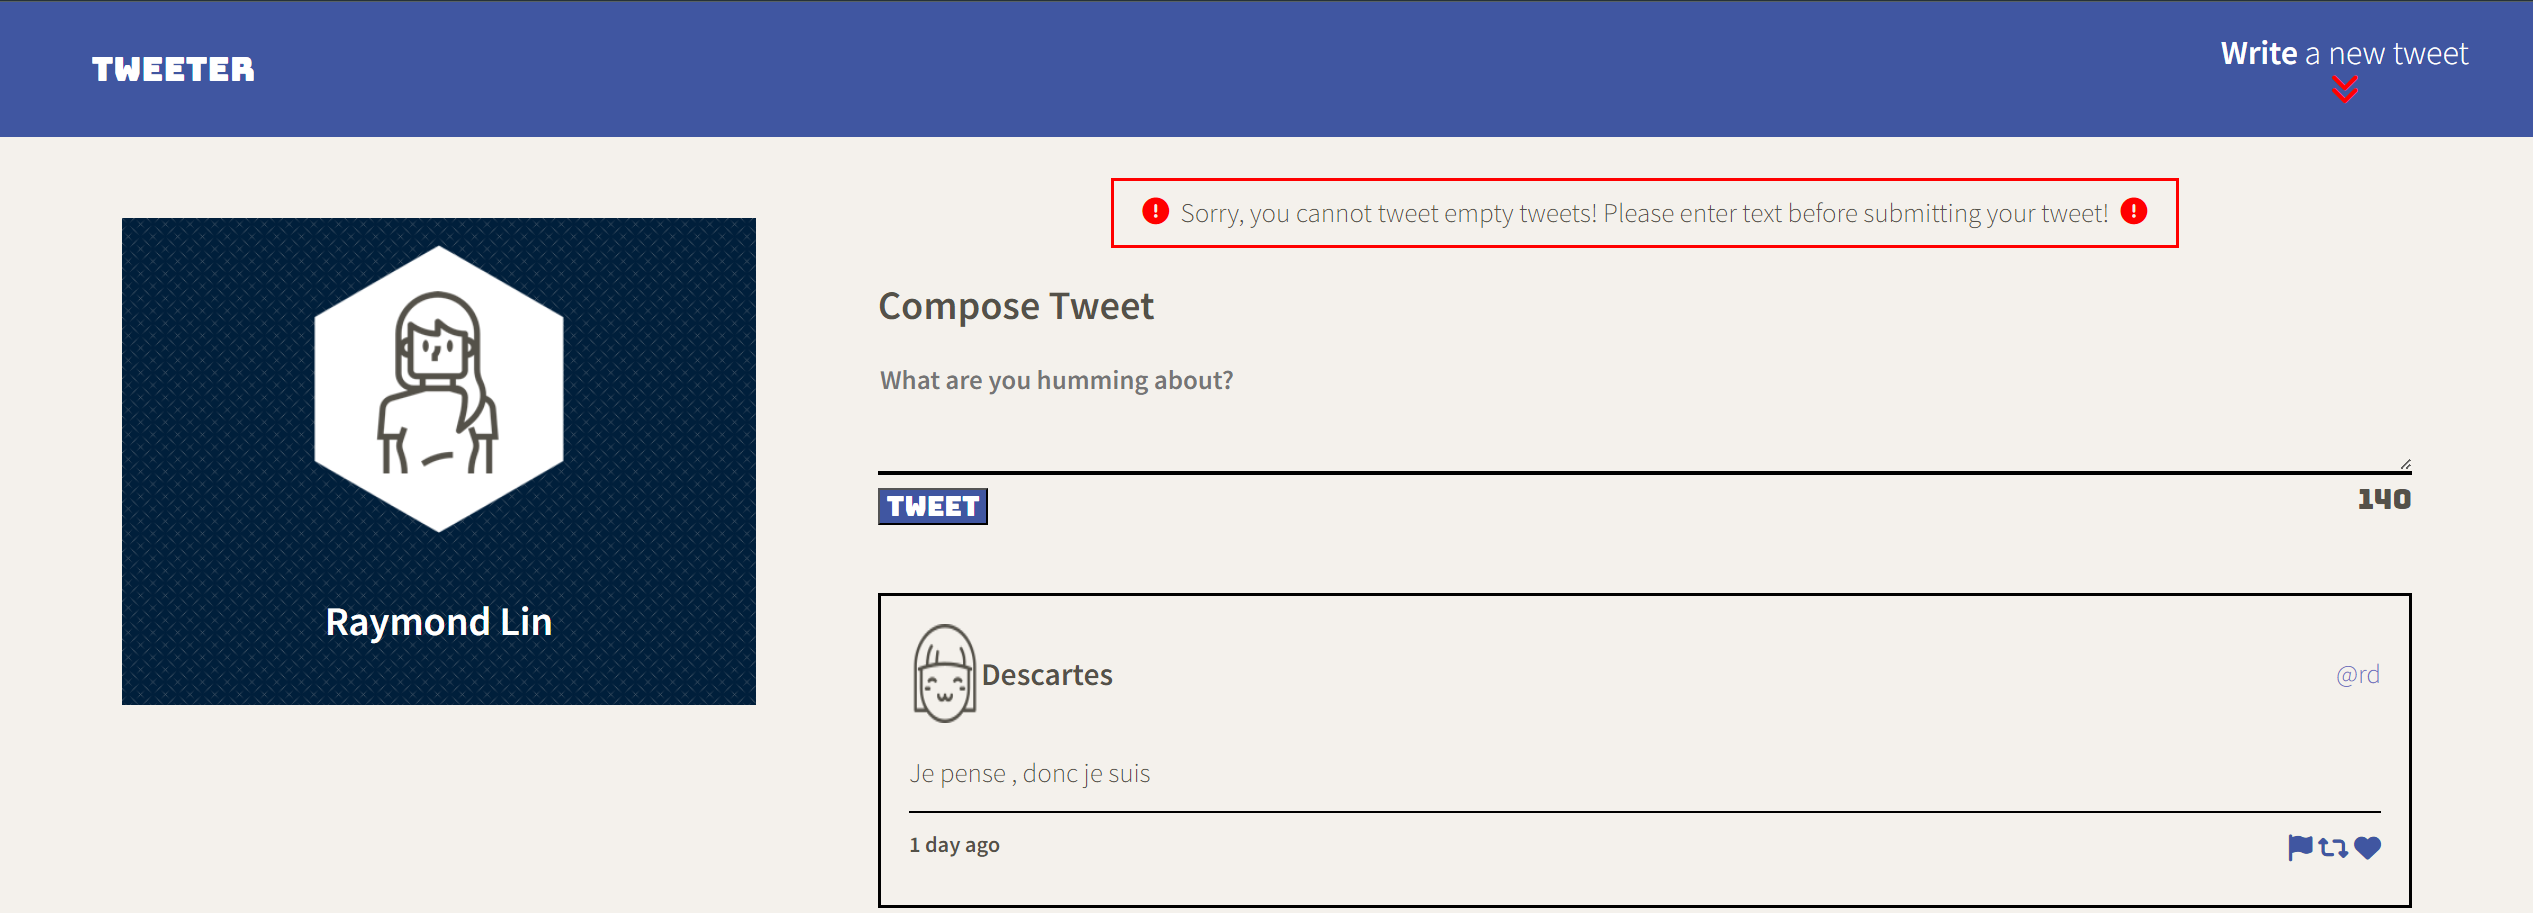 TWEETER
Write a new tweet
Sorry, you cannot tweet empty tweets! Please enter text before submitting your tweet!
Raymond Lin
Compose Tweet
What are you humming about?
TWEET
140
Descartes
@rd
Je pense , donc je suis
1 day ago